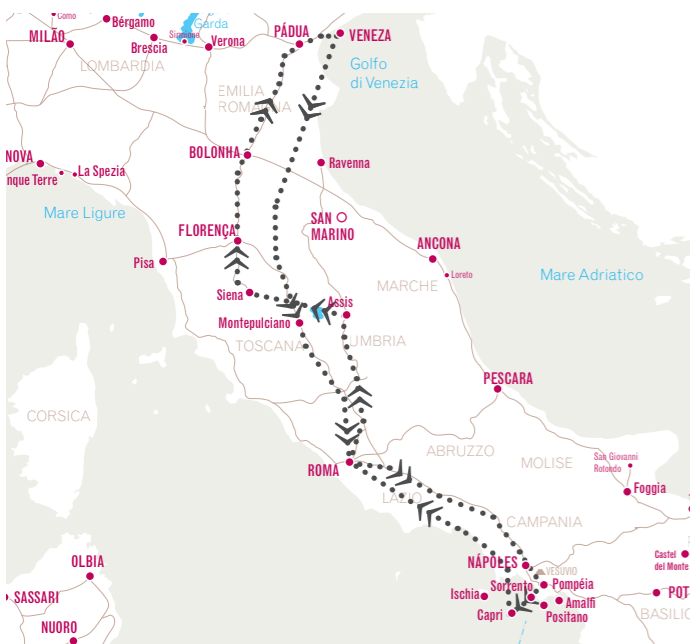 Como
Bérgamo
Garda
PÁDUA
VENEZA
MILÃO
Brescia
Sirmione
Verona
LOMBARDIA
Golfo
di Venezia
EMILIA
ROMAGNA
BOLONHA
Ravenna
NOVA
nque Terre
La Spezia
Mare Ligure
FLORENÇA
SAN
MARINO
ANCONA
Pisa
Loreto
Mare Adriatico
MARCHE
Siena
Assis
Montepulciano
TOSCANA
UMBRIA
PESCARA
CORSICA
ABRUZZO
MOLISE
San Giovanni
Rotondo
ROMA
LAZIO
Foggia
CAMPANIA
OLBIA
NÁPOLES
VESUVIO
Castel
del Monte
Sorrento
Pompéia
SASSARI
Ischia
Amalfi
POT
Capri
Positano
BASILIC
NUORO